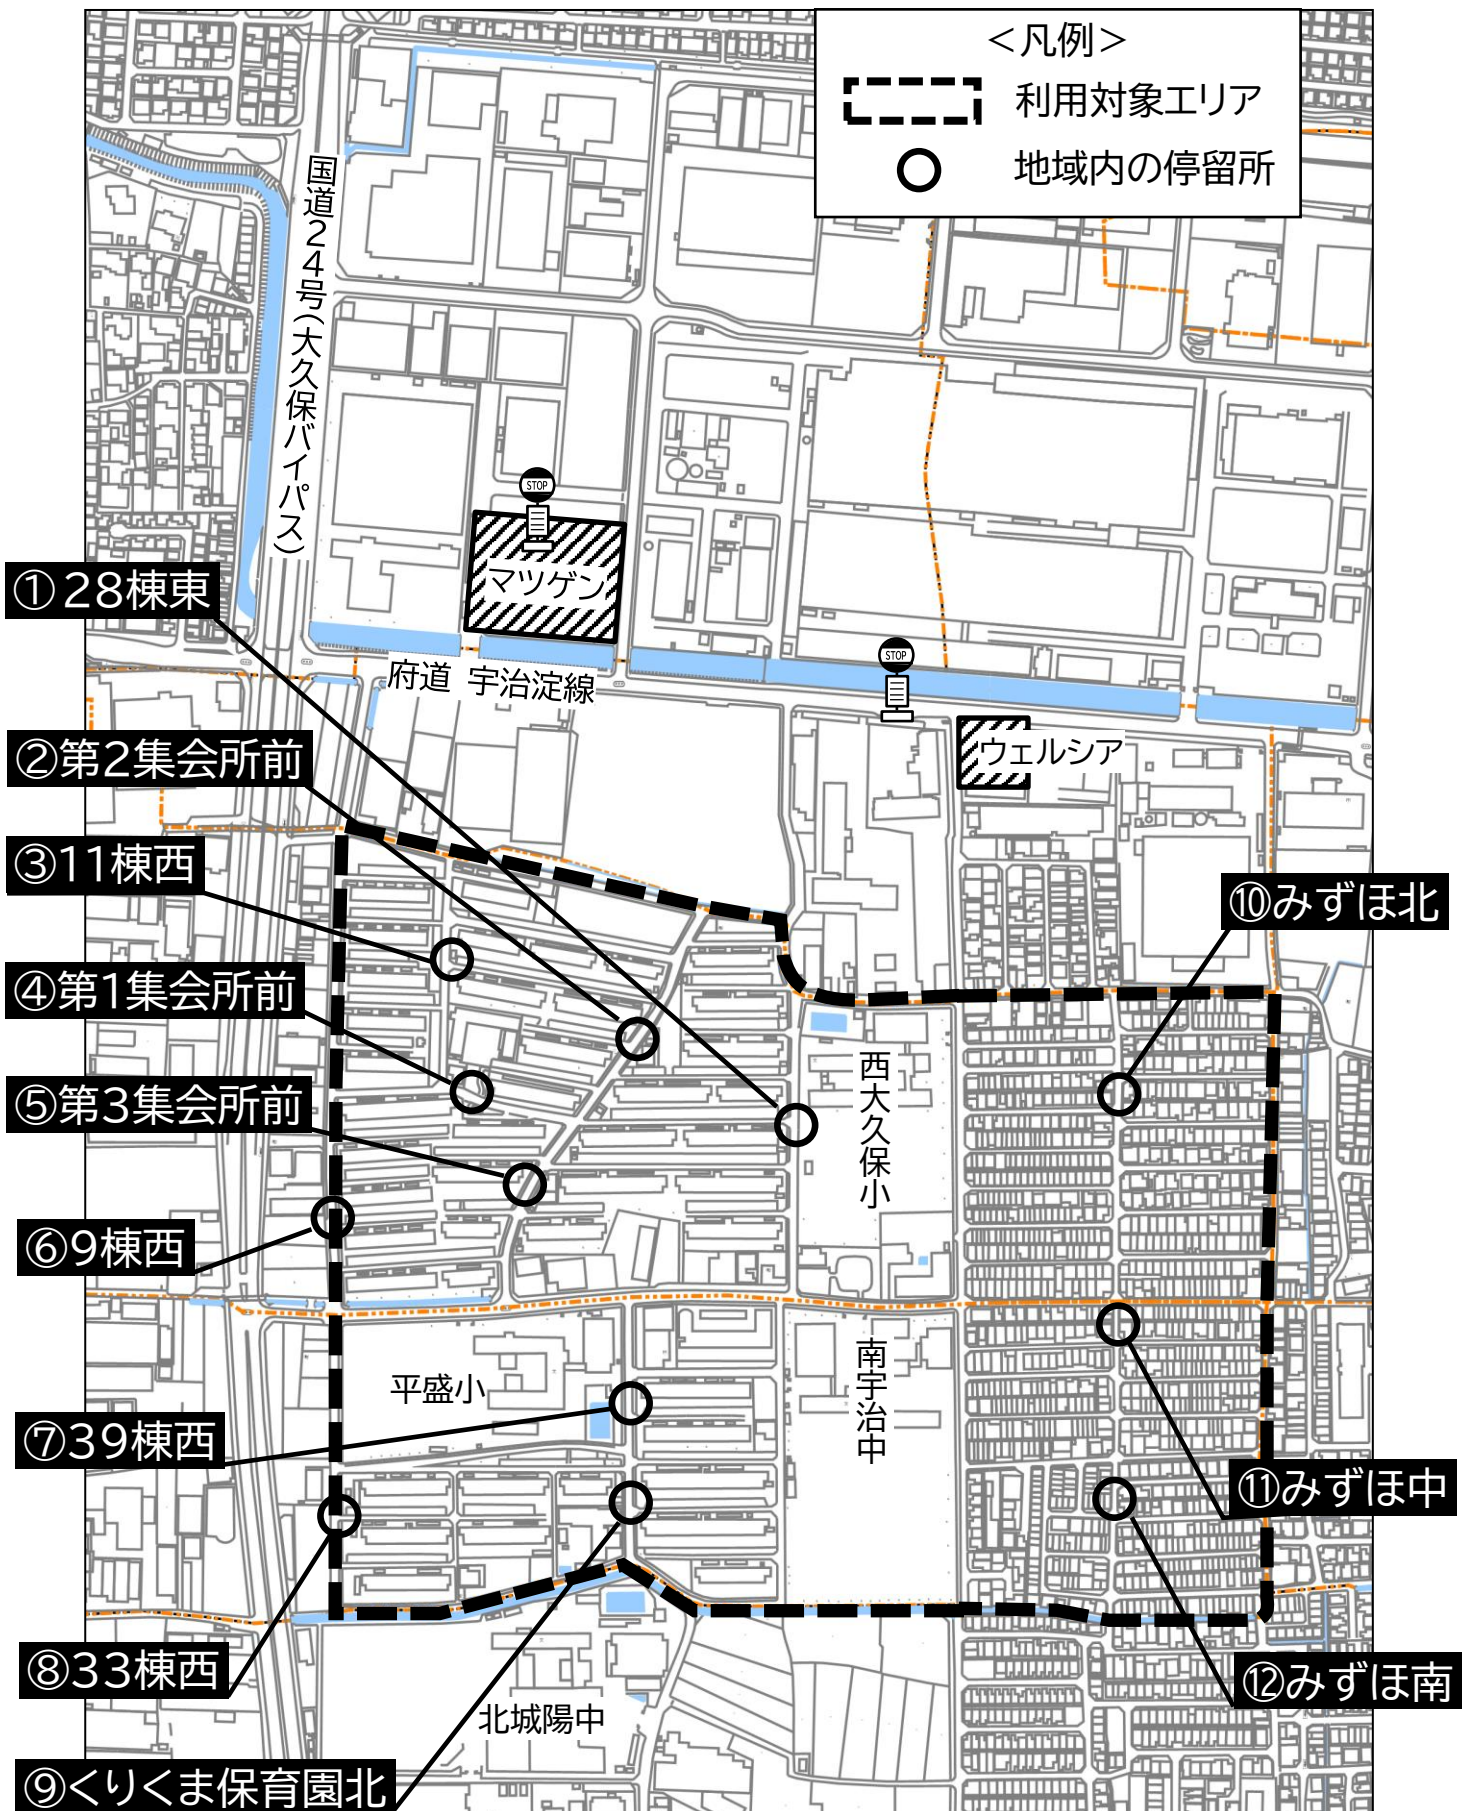 <凡例>
利用対象エリア
地域内の停留所
国道24号(大久保バイパス)
STOP
マツゲン
①28棟東
府道 宇治淀線
STOP
ウェルシア
②第2集会所前
③11棟西
④第1集会所前
⑤第3集会所前
⑥9棟西
⑩みずほ北
西大久保小
平盛小
南宇治中
⑦39棟西
⑪みずほ中
⑧33棟西
⑫みずほ南
北城陽中
⑨くりくま保育園北